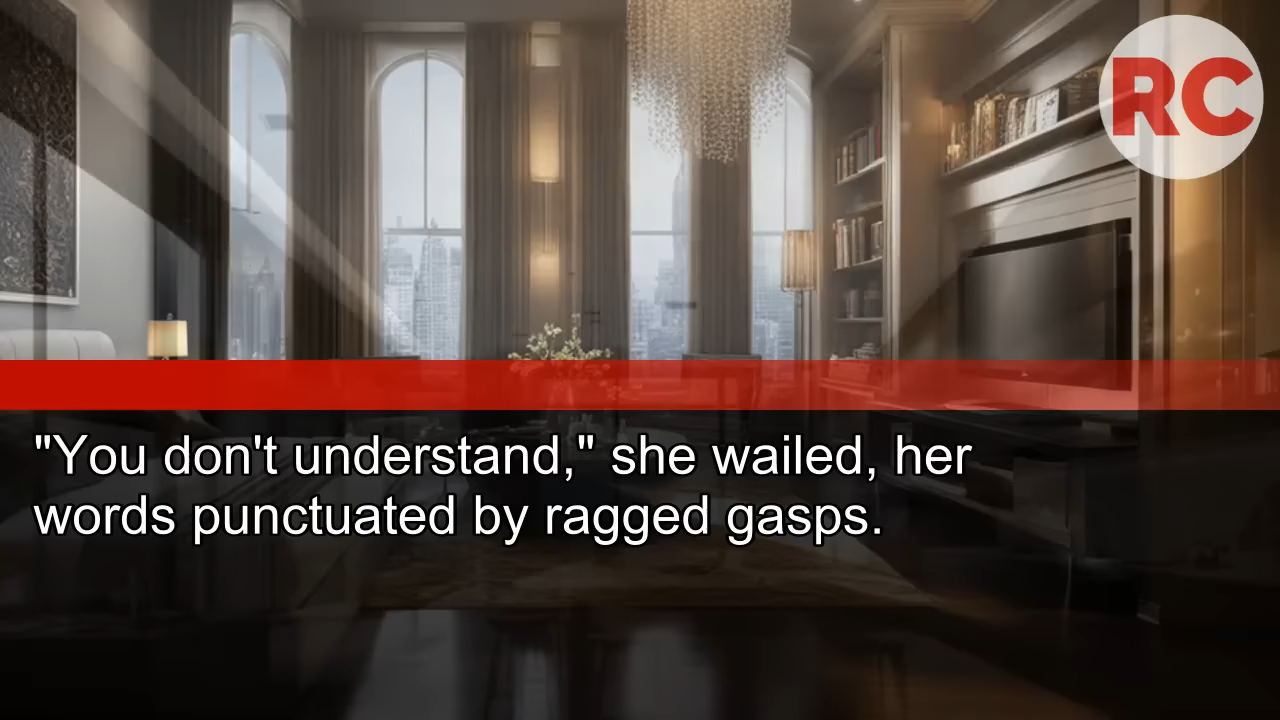 RC
"You don't understand," she wailed, her
words punctuated by ragged gasps.